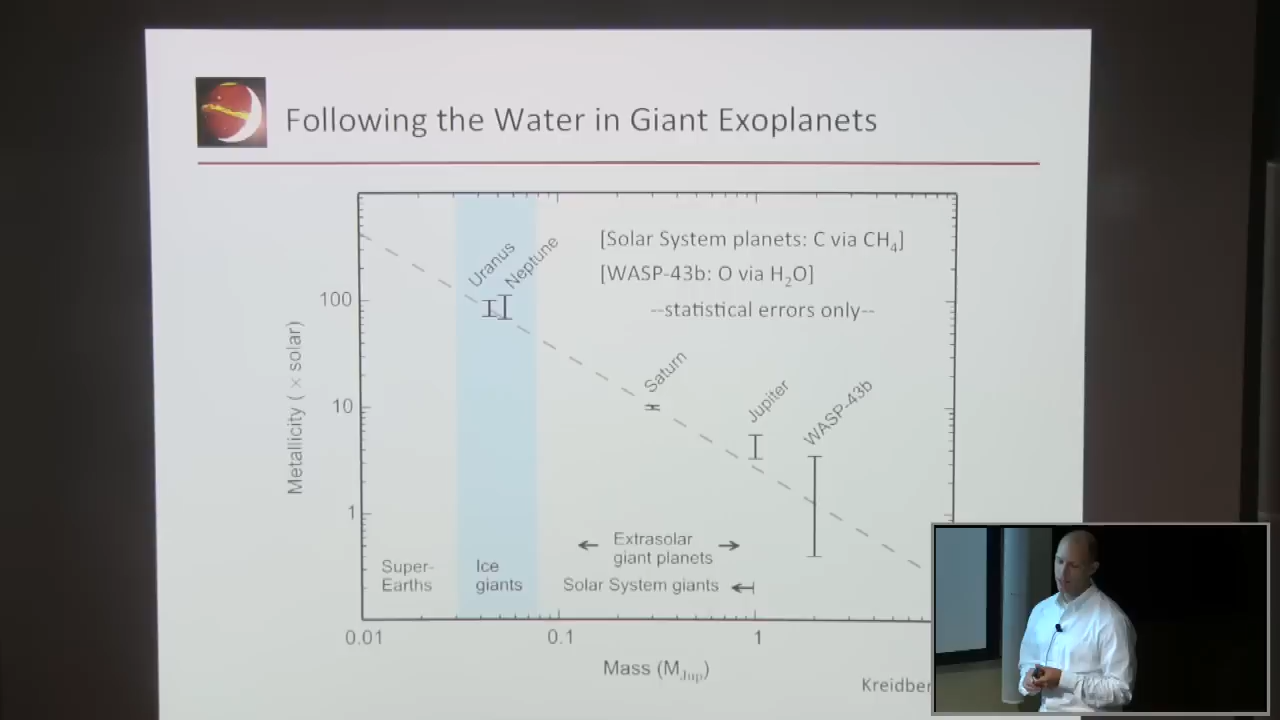 Following the Water in Giant Exoplanets
[Solar System planets: C via CH₄]
[WASP-43b: O via H₂O]
--statistical errors only--
Uranus
Neptune
Saturn
Jupiter
WASP-43b
100
10
1
Metallicity ( × solar)
Extrasolar
giant planets
Solar System giants
Super-
Earths
Ice
giants
0.01
0.1
1
Mass (MJup)